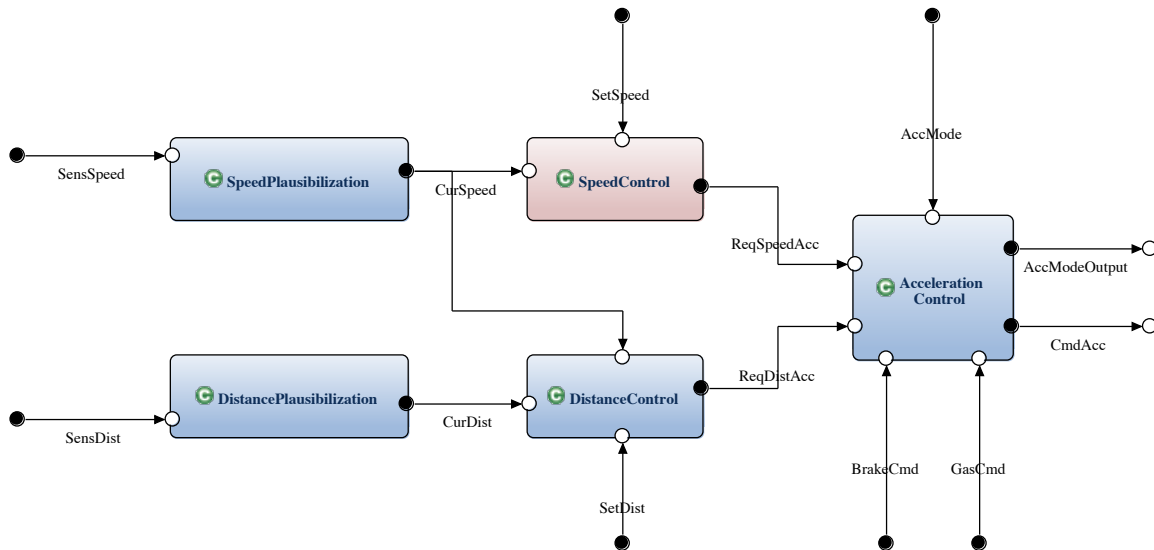 SetSpeed
AccMode
SensSpeed
C SpeedPlausibilization
CurSpeed
C SpeedControl
ReqSpeedAcc
AccModeOutput
C Acceleration
Control
CmdAcc
SensDist
C DistancePlausibilization
CurDist
C DistanceControl
ReqDistAcc
BrakeCmd
GasCmd
SetDist